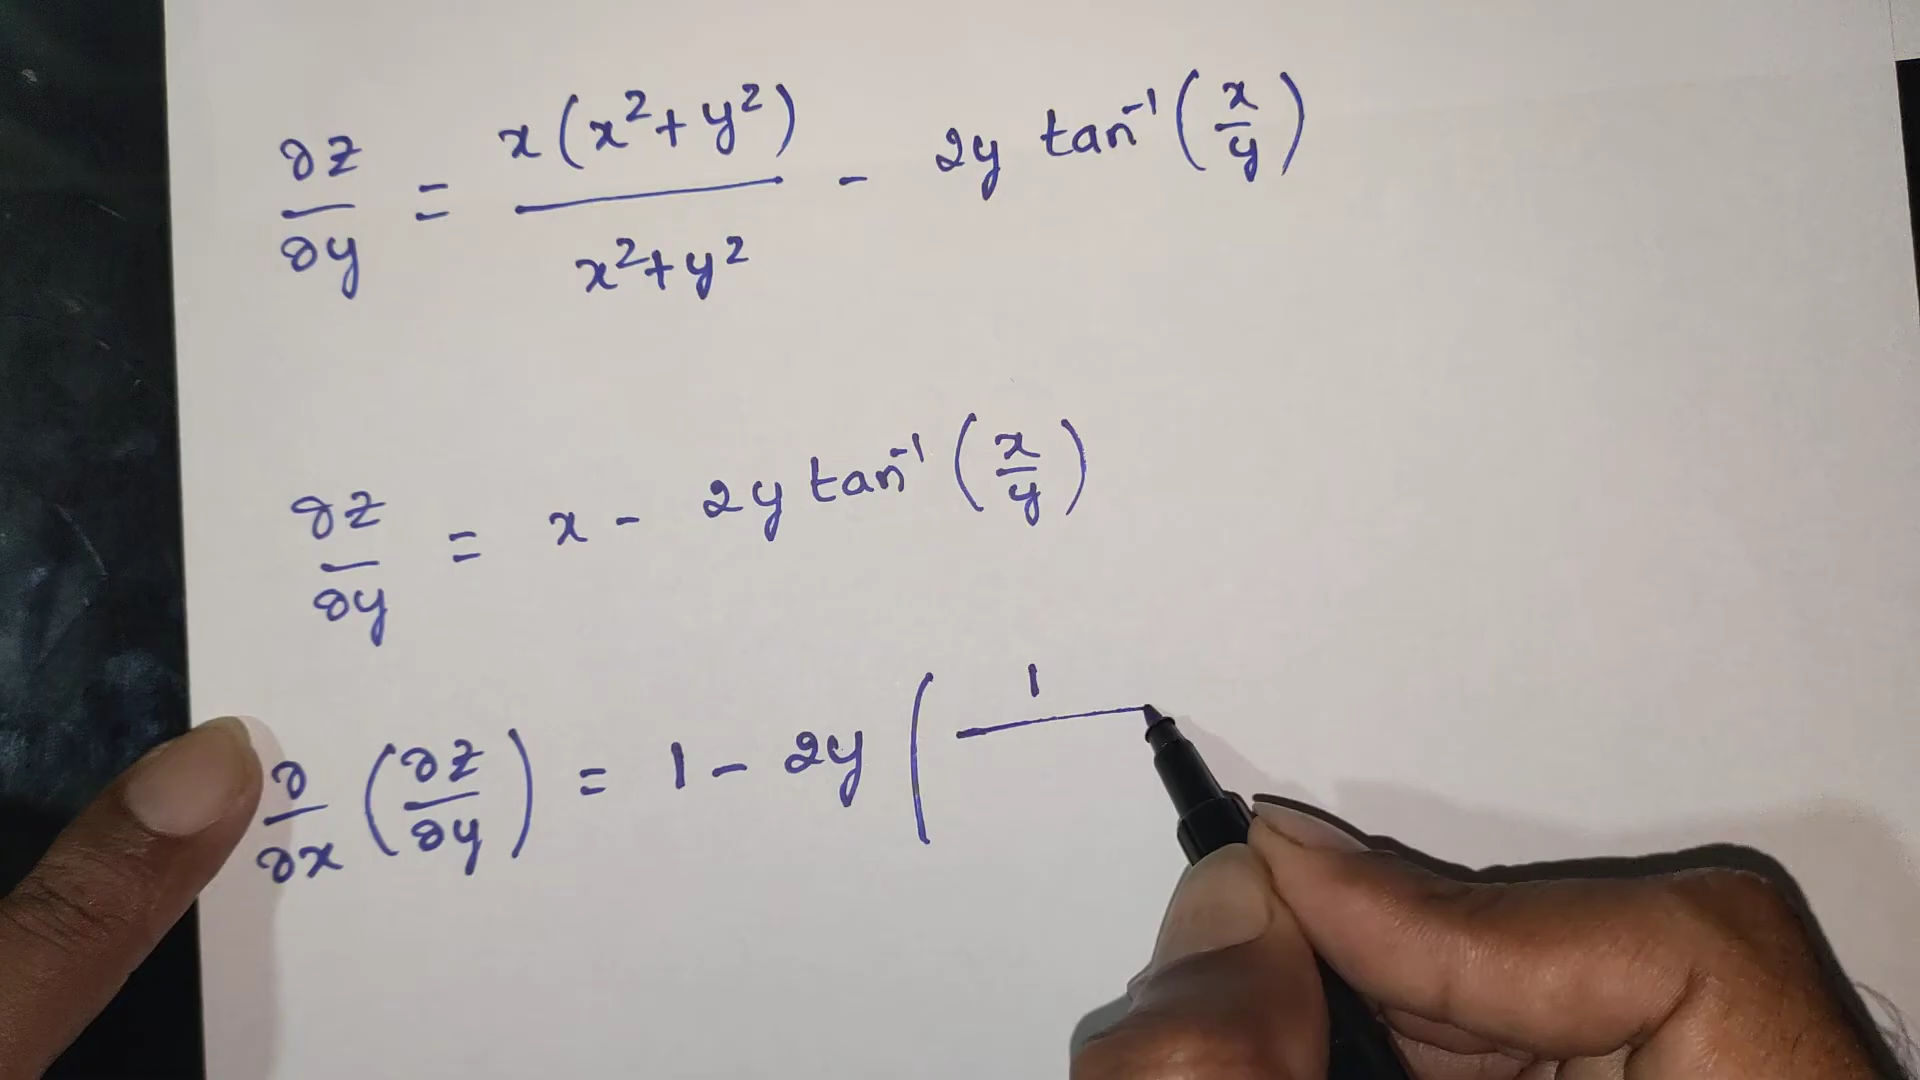 ∂z/∂y = x(x²+y²)/x²+y² - 2y tan⁻¹(x/y)
∂z/∂y = x - 2y tan⁻¹(x/y)
∂/∂x (∂z/∂y) = 1 - 2y ( 1/